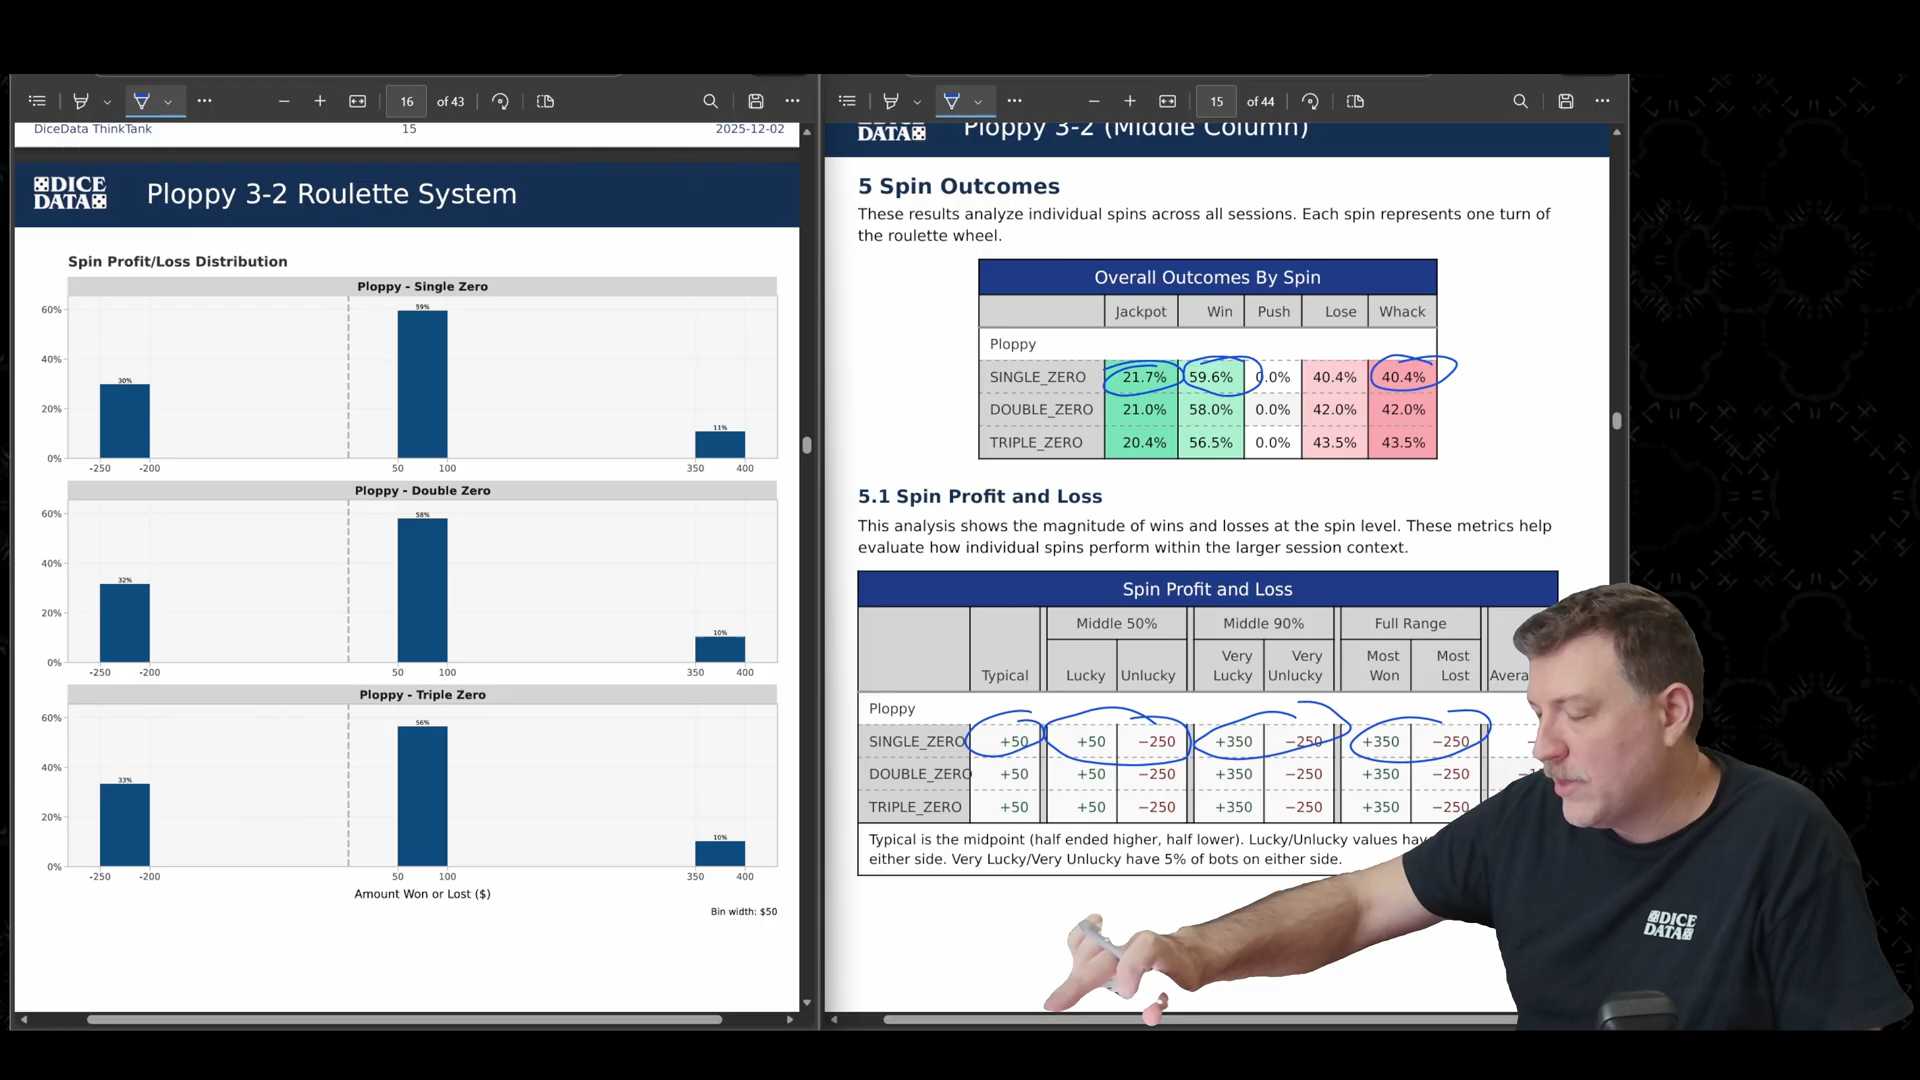 16 of 43
15 of 44
DiceData ThinkTank 15 2025-12-02
DICE DATA
Ploppy 3-2 Roulette System
Spin Profit/Loss Distribution
Ploppy - Single Zero
60%
40%
20%
0%
30%
59%
11%
-250 -200 50 100 350 400
Ploppy - Double Zero
60%
40%
20%
0%
32%
58%
10%
-250 -200 50 100 350 400
Ploppy - Triple Zero
60%
40%
20%
0%
33%
56%
10%
-250 -200 50 100 350 400
Amount Won or Lost ($)
Bin width: $50
DATA
Ploppy 3-2 (Middle Column)
5 Spin Outcomes
These results analyze individual spins across all sessions. Each spin represents one turn of
the roulette wheel.
Overall Outcomes By Spin
Jackpot Win Push Lose Whack
Ploppy
SINGLE_ZERO 21.7% 59.6% 0.0% 40.4% 40.4%
DOUBLE_ZERO 21.0% 58.0% 0.0% 42.0% 42.0%
TRIPLE_ZERO 20.4% 56.5% 0.0% 43.5% 43.5%
5.1 Spin Profit and Loss
This analysis shows the magnitude of wins and losses at the spin level. These metrics help
evaluate how individual spins perform within the larger session context.
Spin Profit and Loss
Middle 50% Middle 90% Full Range
Typical Lucky Unlucky Very Lucky Very Unlucky Most Won Most Lost
Ploppy
SINGLE_ZERO +50 +50 −250 +350 −250 +350 −250
DOUBLE_ZERO +50 +50 −250 +350 −250 +350 −250
TRIPLE_ZERO +50 +50 −250 +350 −250 +350 −250
Typical is the midpoint (half ended higher, half lower). Lucky/Unlucky values
either side. Very Lucky/Very Unlucky have 5% of bots on either side.
DICE
DATA